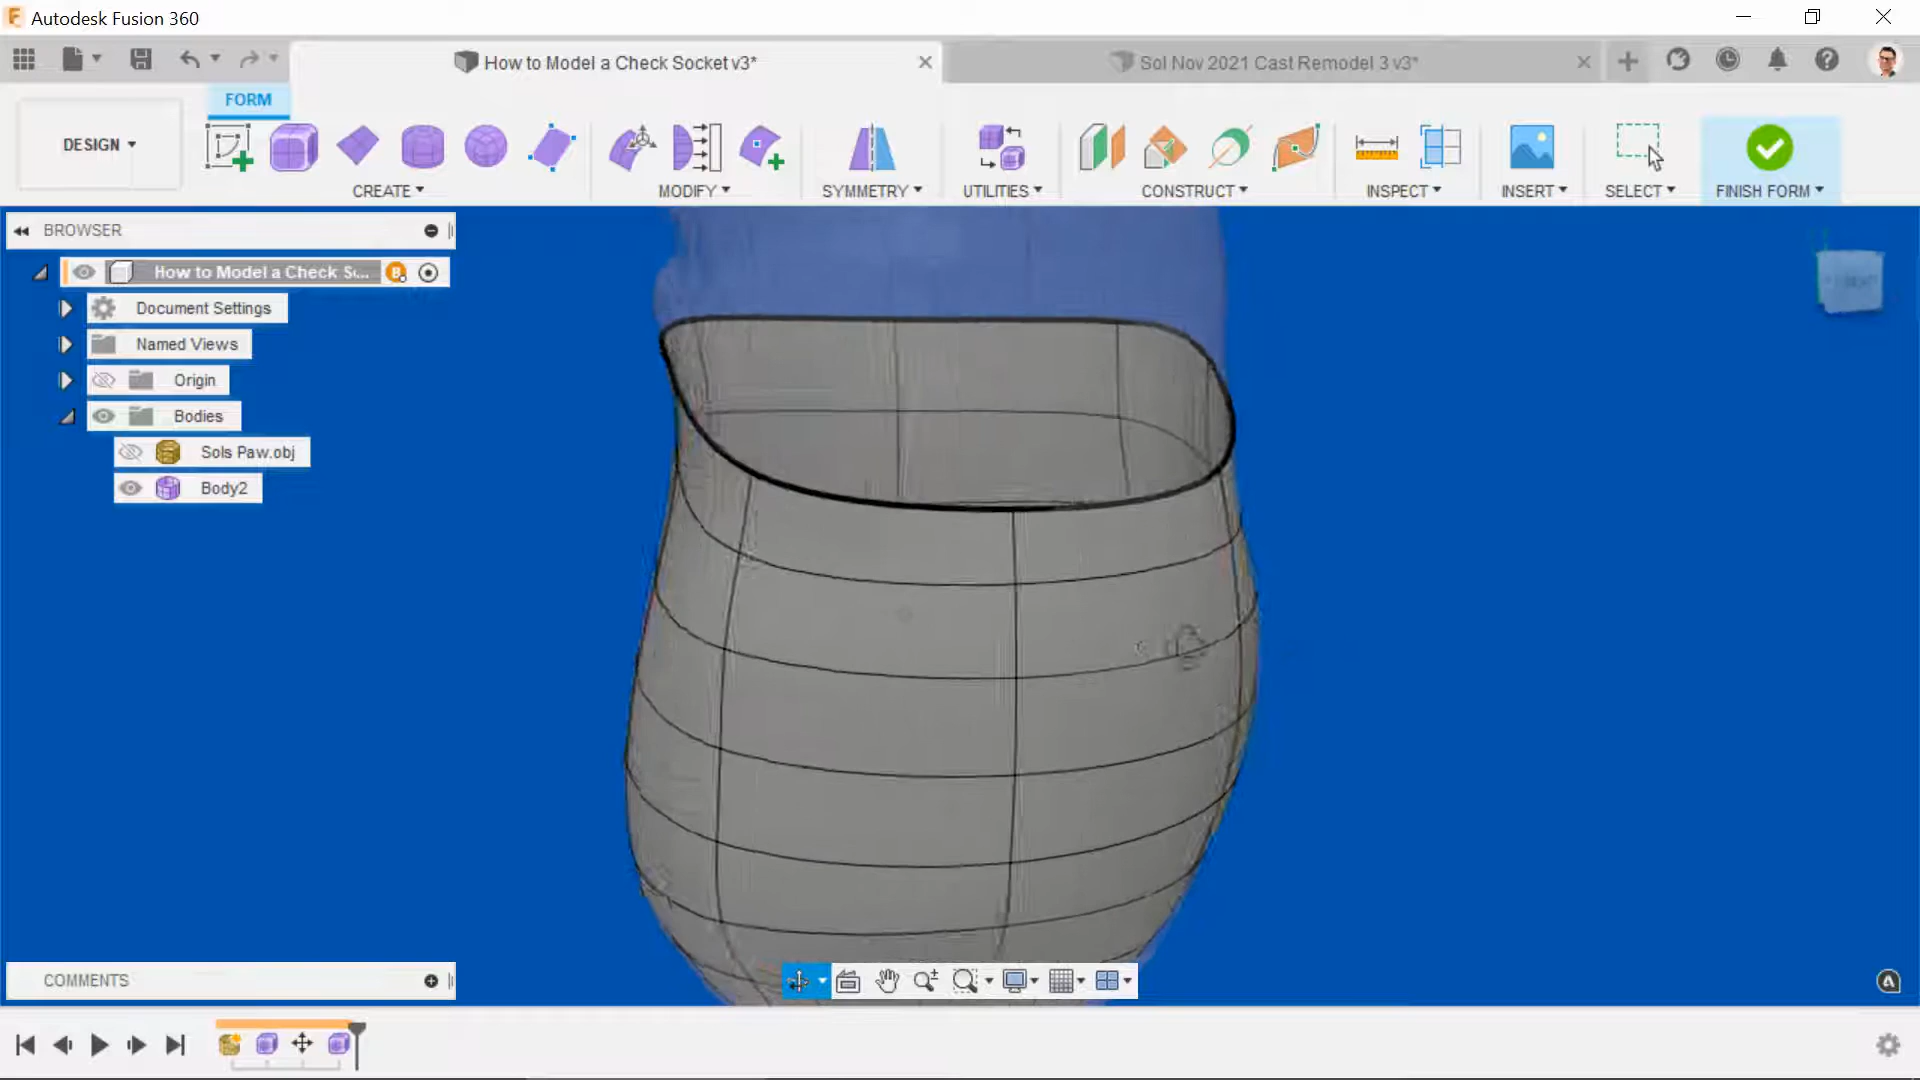 Autodesk Fusion 360
How to Model a Check Socket v3*
Sol Nov 2021 Cast Remodel 3 v3*
FORM
DESIGN
CREATE
MODIFY
SYMMETRY
UTILITIES
CONSTRUCT
INSPECT
INSERT
SELECT
FINISH FORM
BROWSER
How to Model a Check S...
Document Settings
Named Views
Origin
Bodies
Sols Paw.obj
Body2
COMMENTS